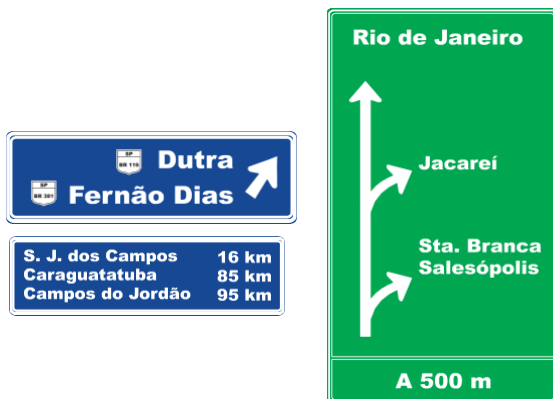 SP
BR 116
Dutra
SP
BR 381
Fernão Dias
S. J. dos Campos 16 km
Caraguatatuba 85 km
Campos do Jordão 95 km
Rio de Janeiro
Jacareí
Sta. Branca
Salesópolis
A 500 m